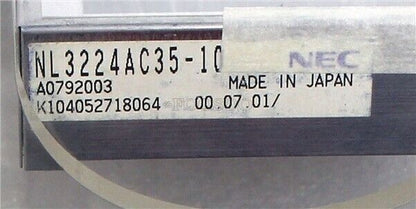 NL3224AC35-10
NEC
A0792003
MADE IN JAPAN
K104052718064 00.07.01/